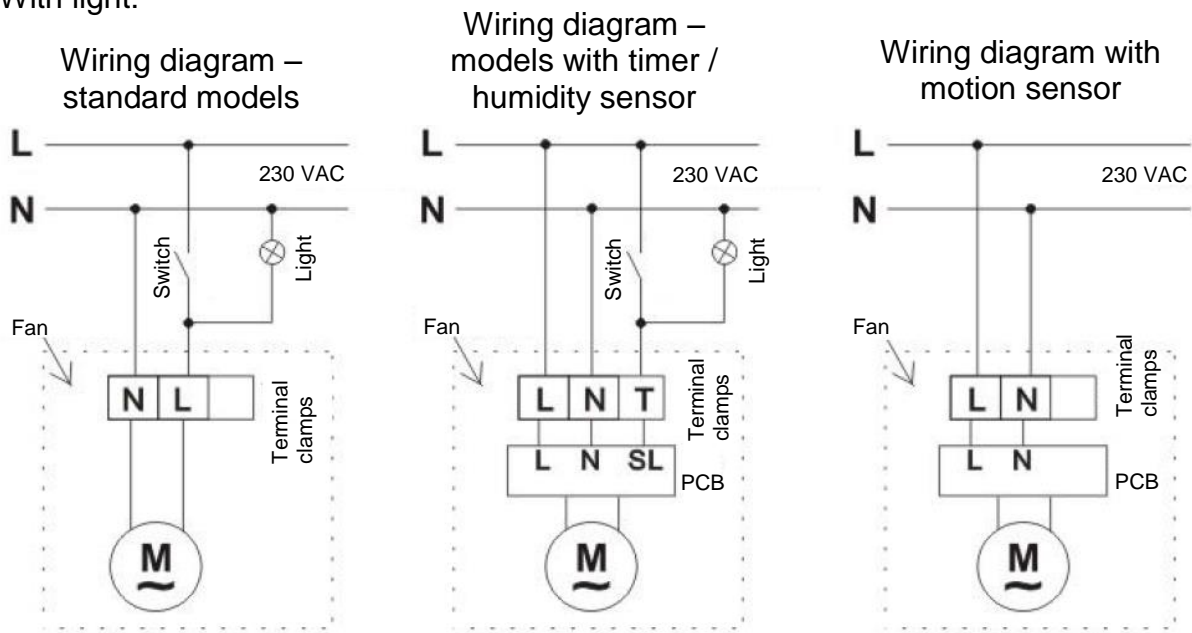 With light:
Wiring diagram –
standard models
L
230 VAC
N
Switch
Light
Fan
N L
Terminal
clamps
M
~
Wiring diagram –
models with timer /
humidity sensor
L
230 VAC
N
Switch
Light
Fan
L N T
Terminal
clamps
L N SL
PCB
M
~
Wiring diagram with
motion sensor
L
230 VAC
N
Fan
L N
Terminal
clamps
L N
PCB
M
~